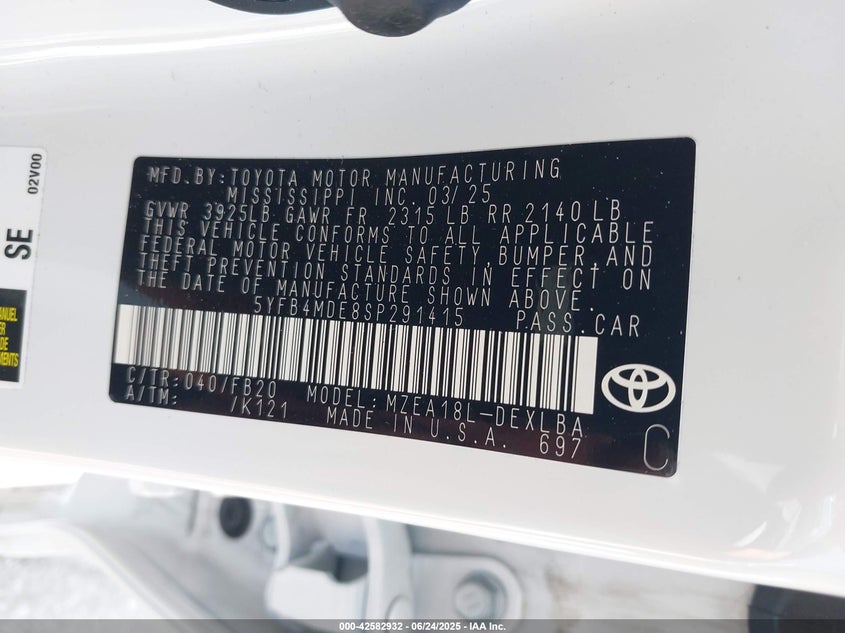 MFD.BY:TOYOTA MOTOR MANUFACTURING
MISSISSIPPI INC. 03/25
GVWR 3925LB GAWR FR 2315 LB RR 2140 LB
THIS VEHICLE CONFORMS TO ALL APPLICABLE
FEDERAL MOTOR VEHICLE SAFETY,BUMPER,AND
THEFT PREVENTION STANDARDS IN EFFECT ON
THE DATE OF MANUFACTURE SHOWN ABOVE.
5YFB4MDE8SP291415 PASS.CAR
C/TR:040/FB20 MODEL:MZEA18L-DEXLBA
A/TM: /K121 MADE IN U.S.A. 697
C
02V00
SE
MENTS
000-42582932 - 06/24/2025 - IAA Inc.